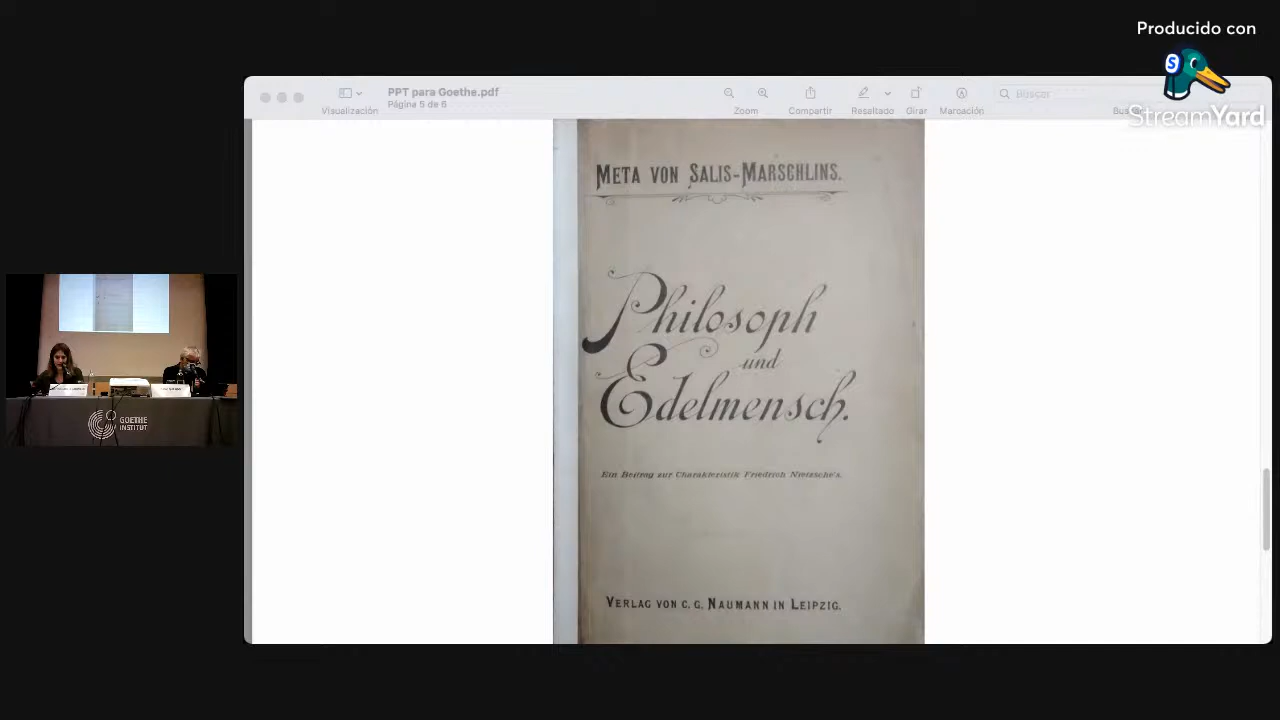 Producido con
StreamYard
PPT para Goethe.pdf
Página 5 de 6
Visualización
Zoom
Compartir
Resaltado
Girar
Buscar
META VON SALIS-MARSCHLINS.
Philosoph
und
Edelmensch.
Ein Beitrag zur Charakteristik Friedrich Nietzsche's.
VERLAG VON C. G. NAUMANN IN LEIPZIG.
GOETHE
INSTITUT